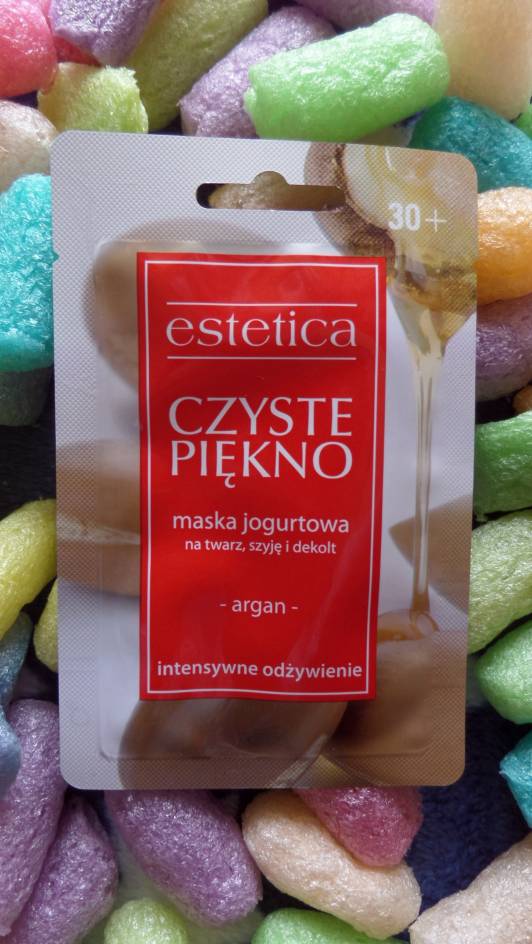 30+
estetica
CZYSTE
PIĘKNO
maska jogurtowa
na twarz, szyję i dekolt
- argan -
intensywne odżywienie